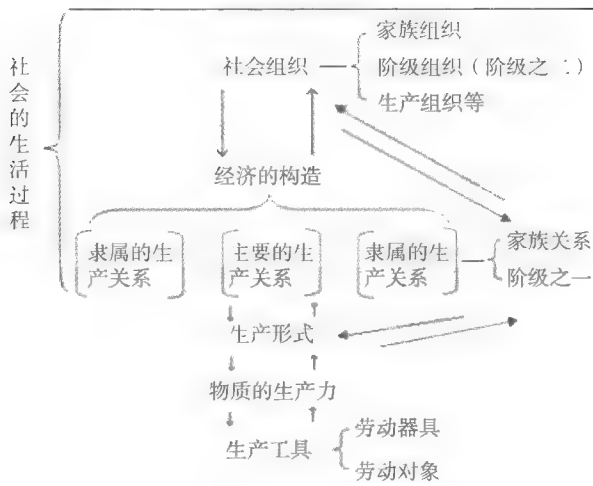 社会的生活过程
家族组织
社会组织
阶级组织（阶级之二）
生产组织等
经济的构造
隶属的生产关系
主要的生产关系
隶属的生产关系
家族关系
阶级之一
生产形式
物质的生产力
生产工具
劳动器具
劳动对象